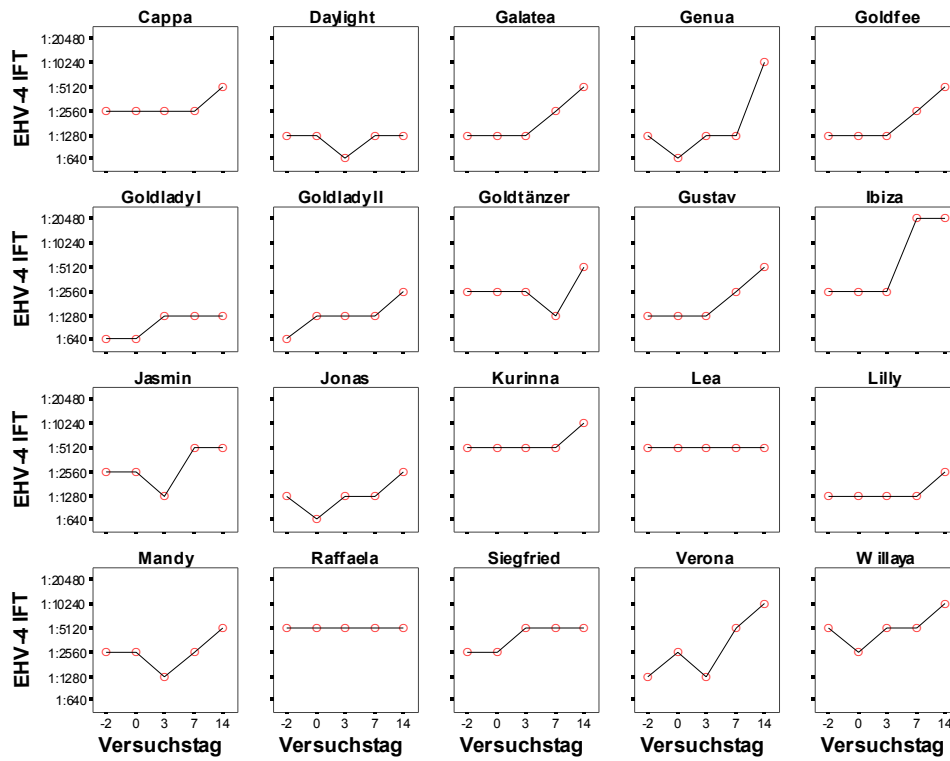 Cappa Daylight Galatea Genua Goldfee
EHV-4 IFT
1:20480
1:10240
1:5120
1:2560
1:1280
1:640
Goldlady I Goldlady II Goldtänzer Gustav Ibiza
EHV-4 IFT
1:20480
1:10240
1:5120
1:2560
1:1280
1:640
Jasmin Jonas Kurinna Lea Lilly
EHV-4 IFT
1:20480
1:10240
1:5120
1:2560
1:1280
1:640
Mandy Raffaela Siegfried Verona Willaya
EHV-4 IFT
1:20480
1:10240
1:5120
1:2560
1:1280
1:640
-2 0 3 7 14 -2 0 3 7 14 -2 0 3 7 14 -2 0 3 7 14 -2 0 3 7 14
Versuchstag Versuchstag Versuchstag Versuchstag Versuchstag